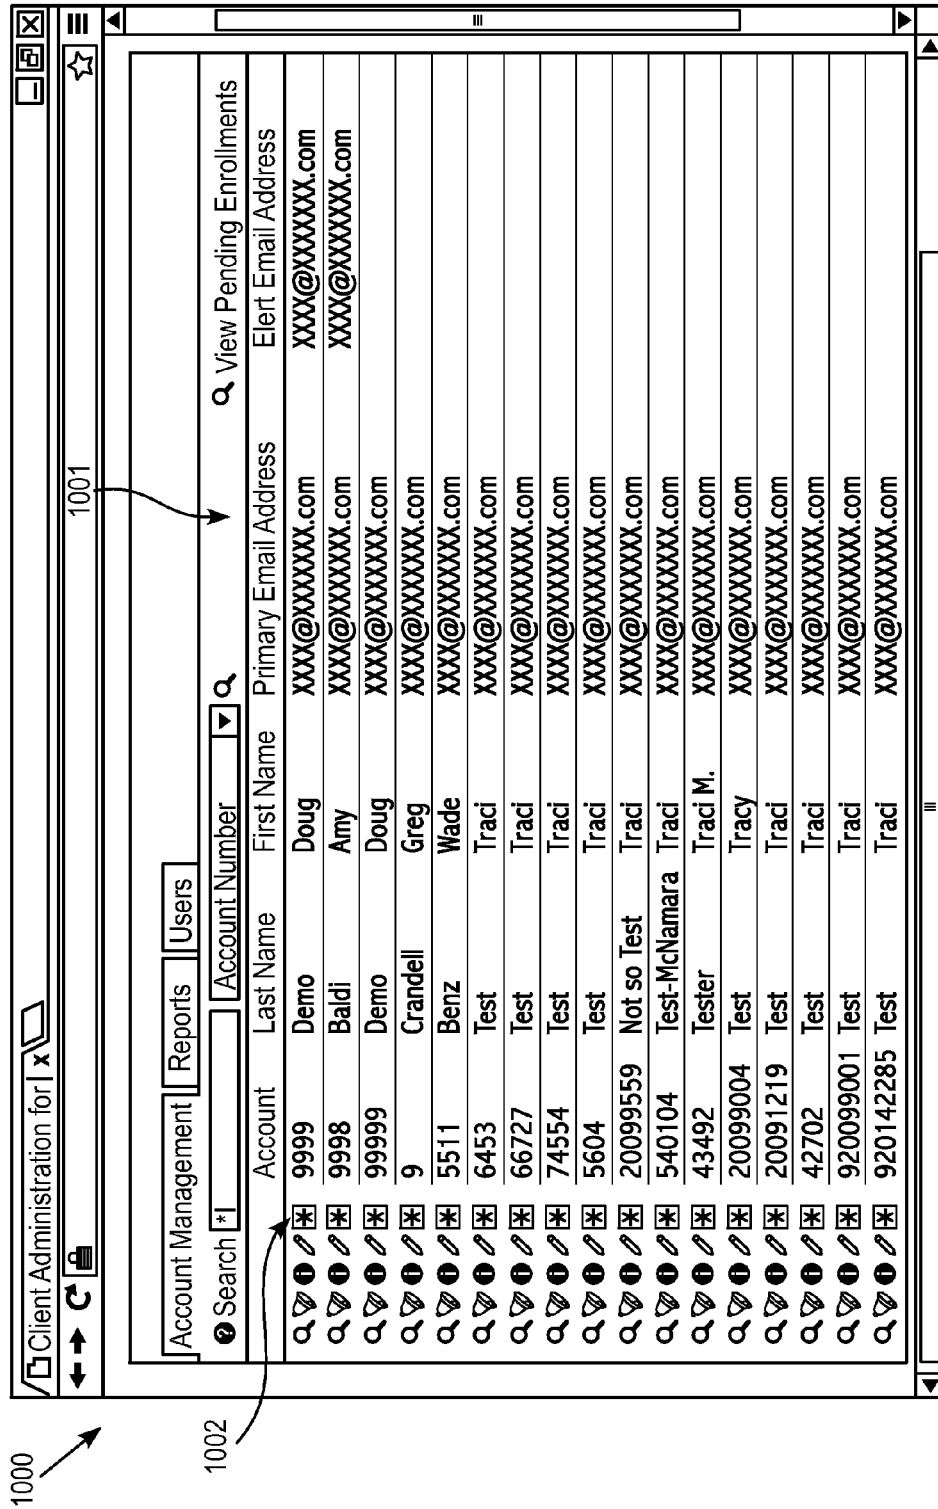 1000
Client Administration for x
1001
Account Management Reports Users
Search * Account Number View Pending Enrollments
Account Last Name First Name Primary Email Address Elert Email Address
1002
9999 Demo Doug XXXX@XXXXXXX.com XXXX@XXXXXXX.com
9998 Baldi Amy XXXX@XXXXXXX.com XXXX@XXXXXXX.com
99999 Demo Doug XXXX@XXXXXXX.com
9 Crandell Greg XXXX@XXXXXXX.com
5511 Benz Wade XXXX@XXXXXXX.com
6453 Test Traci XXXX@XXXXXXX.com
66727 Test Traci XXXX@XXXXXXX.com
74554 Test Traci XXXX@XXXXXXX.com
5604 Test Traci XXXX@XXXXXXX.com
20099559 Not so Test Traci XXXX@XXXXXXX.com
540104 Test-McNamara Traci XXXX@XXXXXXX.com
43492 Tester Traci M. XXXX@XXXXXXX.com
20099004 Test Tracy XXXX@XXXXXXX.com
20091219 Test Traci XXXX@XXXXXXX.com
42702 Test Traci XXXX@XXXXXXX.com
920099001 Test Traci XXXX@XXXXXXX.com
920142285 Test Traci XXXX@XXXXXXX.com